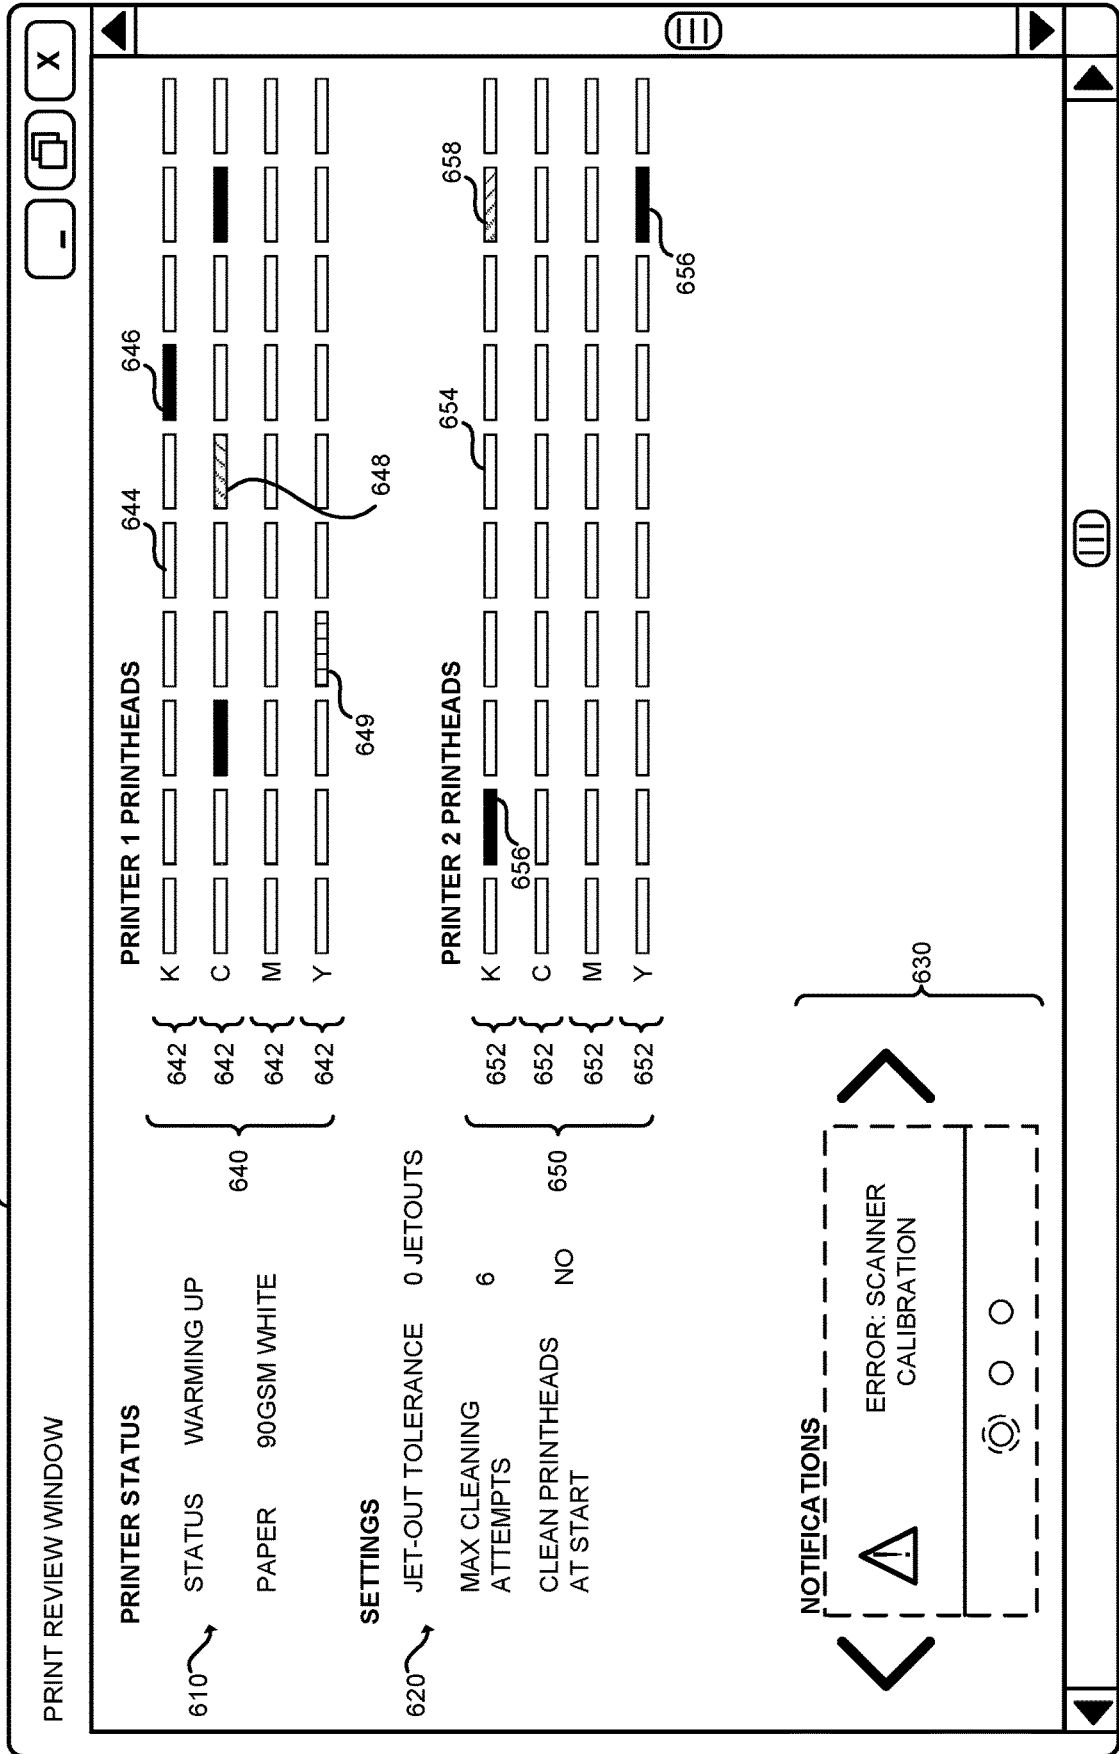 PRINT REVIEW WINDOW
–
X
PRINTER STATUS
610
STATUS WARMING UP
PAPER 90GSM WHITE
SETTINGS
620
JET-OUT TOLERANCE 0 JETOUTS
MAX CLEANING
ATTEMPTS
6
CLEAN PRINTHEADS
AT START
NO
NOTIFICATIONS
!
ERROR: SCANNER
CALIBRATION
630
PRINTER 1 PRINTHEADS
640
642 K
642 C
642 M
642 Y
644
646
648
649
PRINTER 2 PRINTHEADS
650
652 K
652 C
652 M
652 Y
654
656
658
656